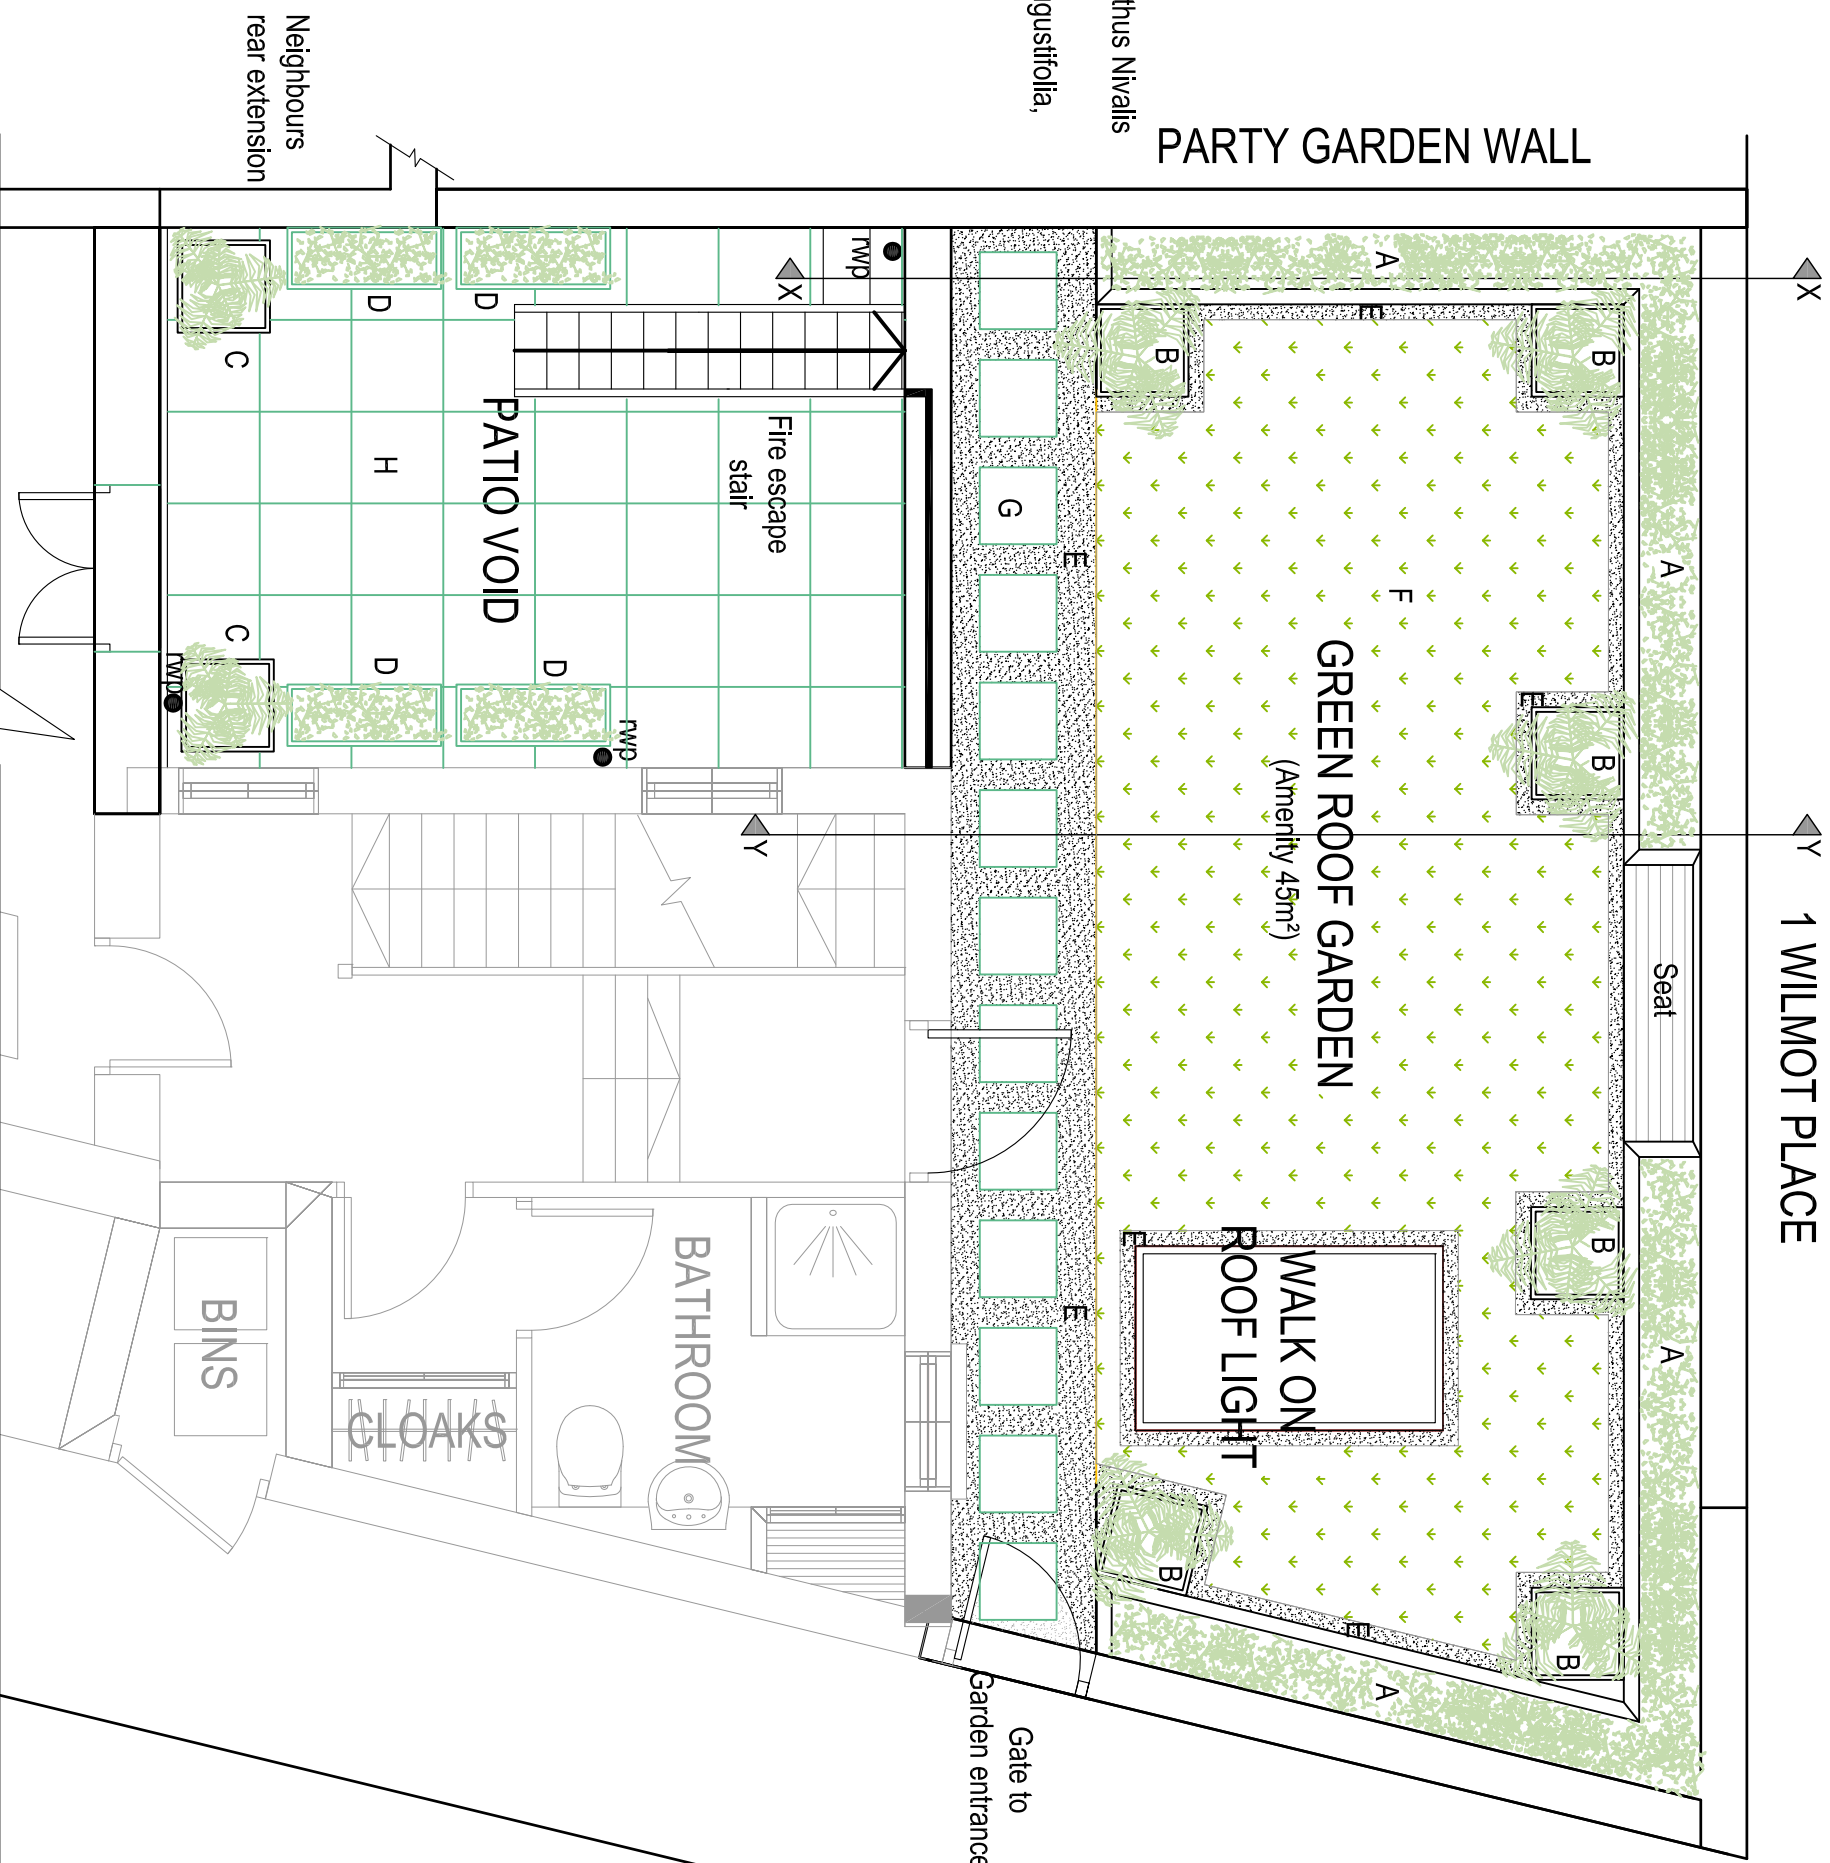 Neighbours
rear extension
thus Nivalis
gustifolia,
PARTY GARDEN WALL
1 WILMOT PLACE
X
X
Y
Y
rwp
rwp
rwp
A
A
A
A
B
B
B
B
B
B
C
C
D
D
D
D
E
E
E
E
E
E
F
G
H
Fire escape
stair
PATIO VOID
GREEN ROOF GARDEN
(Amenity 45m²)
Seat
WALK ON
ROOF LIGHT
BATHROOM
CLOAKS
BINS
Gate to
Garden entrance